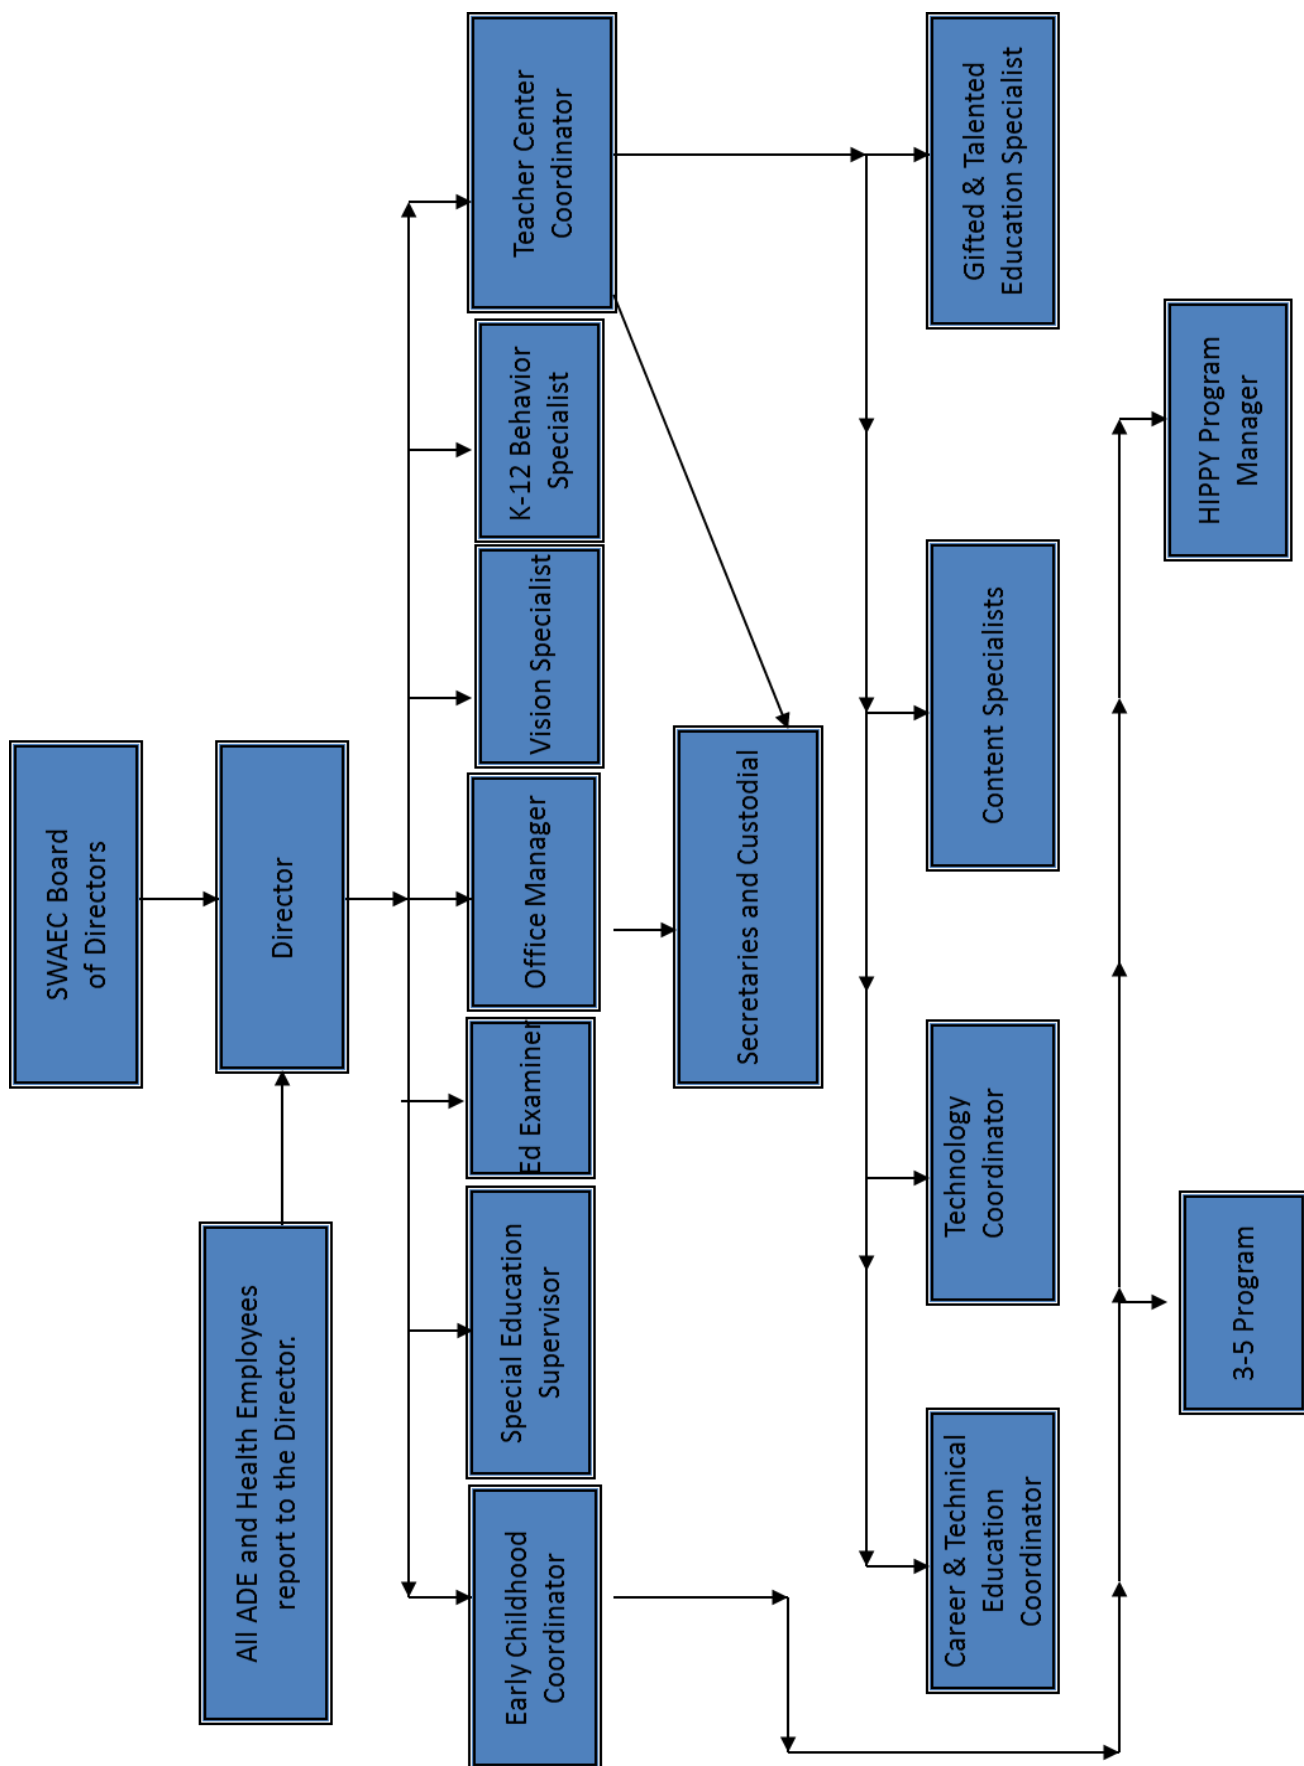 SWAEC Board
of Directors
All ADE and Health Employees
report to the Director.
Director
Early Childhood
Coordinator
Special Education
Supervisor
Ed Examiner
Office Manager
Vision Specialist
K-12 Behavior
Specialist
Teacher Center
Coordinator
Secretaries and Custodial
Career & Technical
Education
Coordinator
Technology
Coordinator
Content Specialists
Gifted & Talented
Education Specialist
3-5 Program
HIPPY Program
Manager